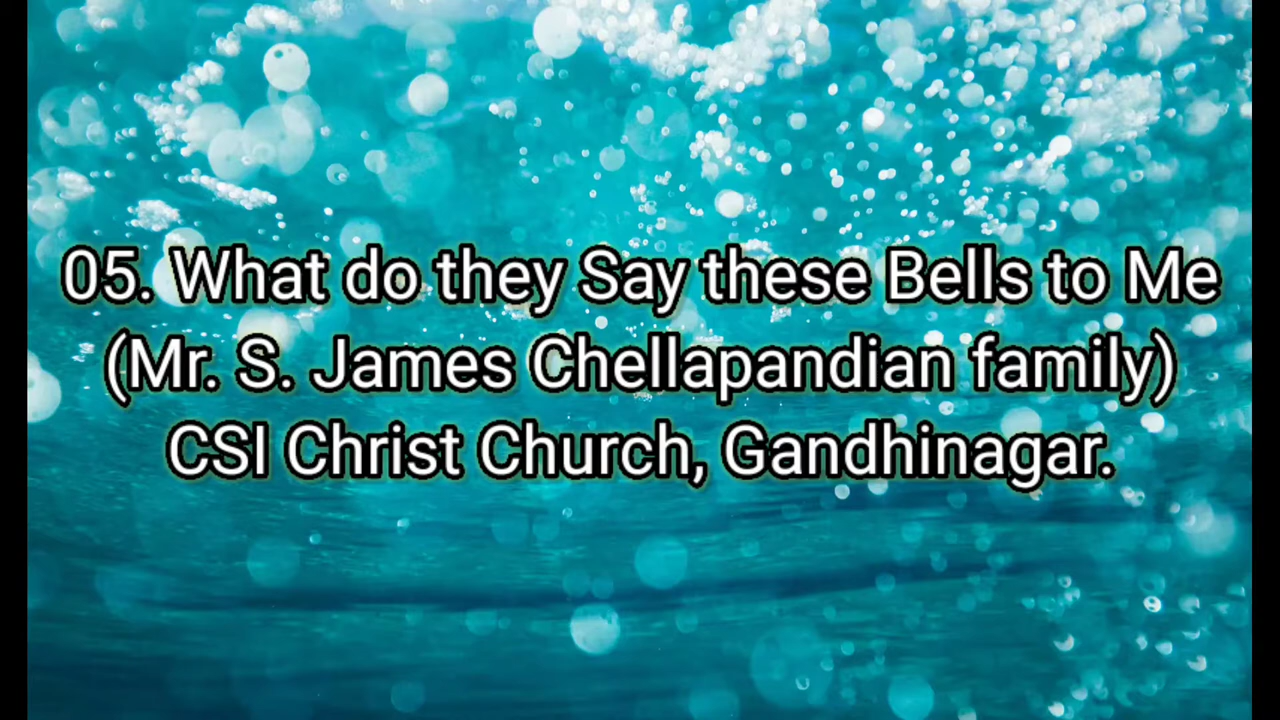 05. What do they Say these Bells to Me
(Mr. S. James Chellapandian family)
CSI Christ Church, Gandhinagar.